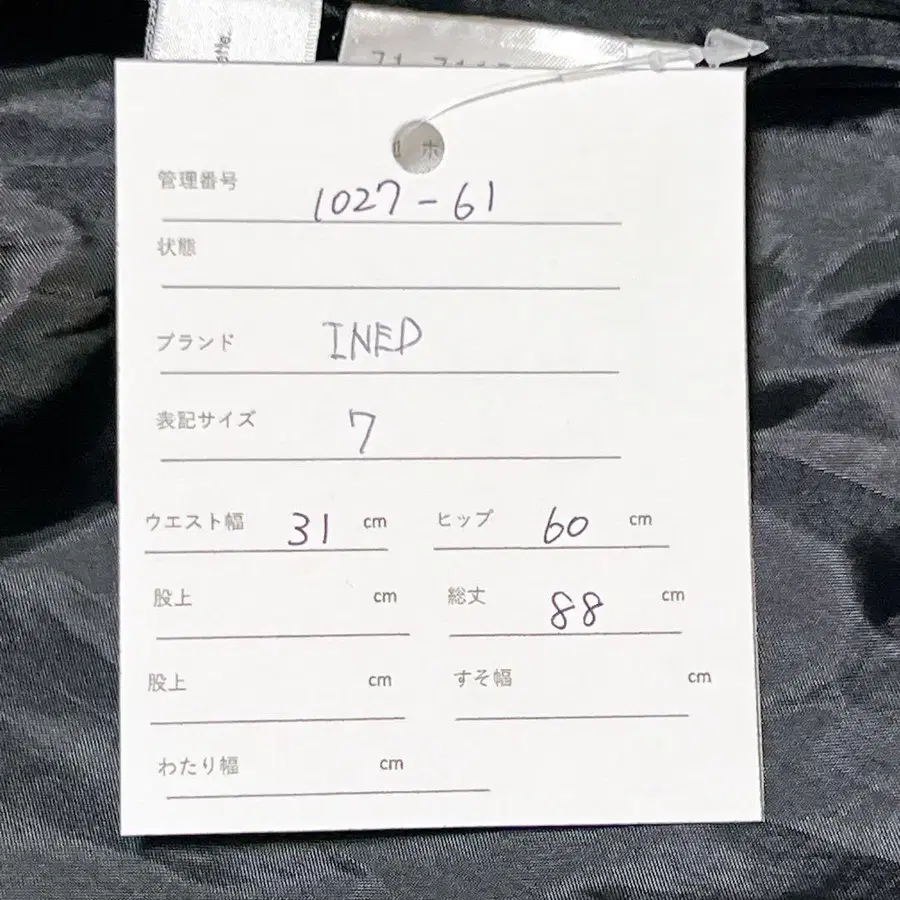 ette.
管理番号 1027-61
状態
ブランド INED
表記サイズ 7
ウエスト幅 31 cm ヒップ 60 cm
股上 cm 総丈 88 cm
股上 cm すそ幅 cm
わたり幅 cm